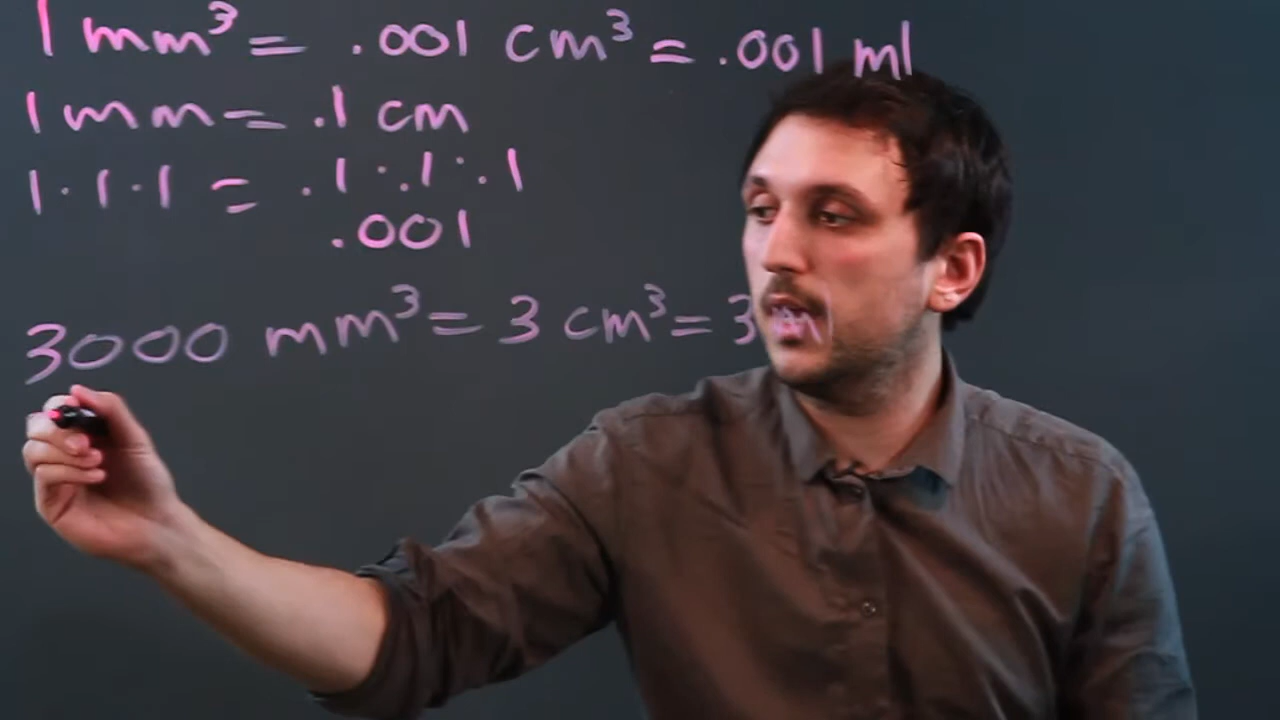 1 mm³ = .001 cm³ = .001 ml
1 mm = .1 cm
1·1·1 = .1·.1·.1
.001
3000 mm³ = 3 cm³ = 3